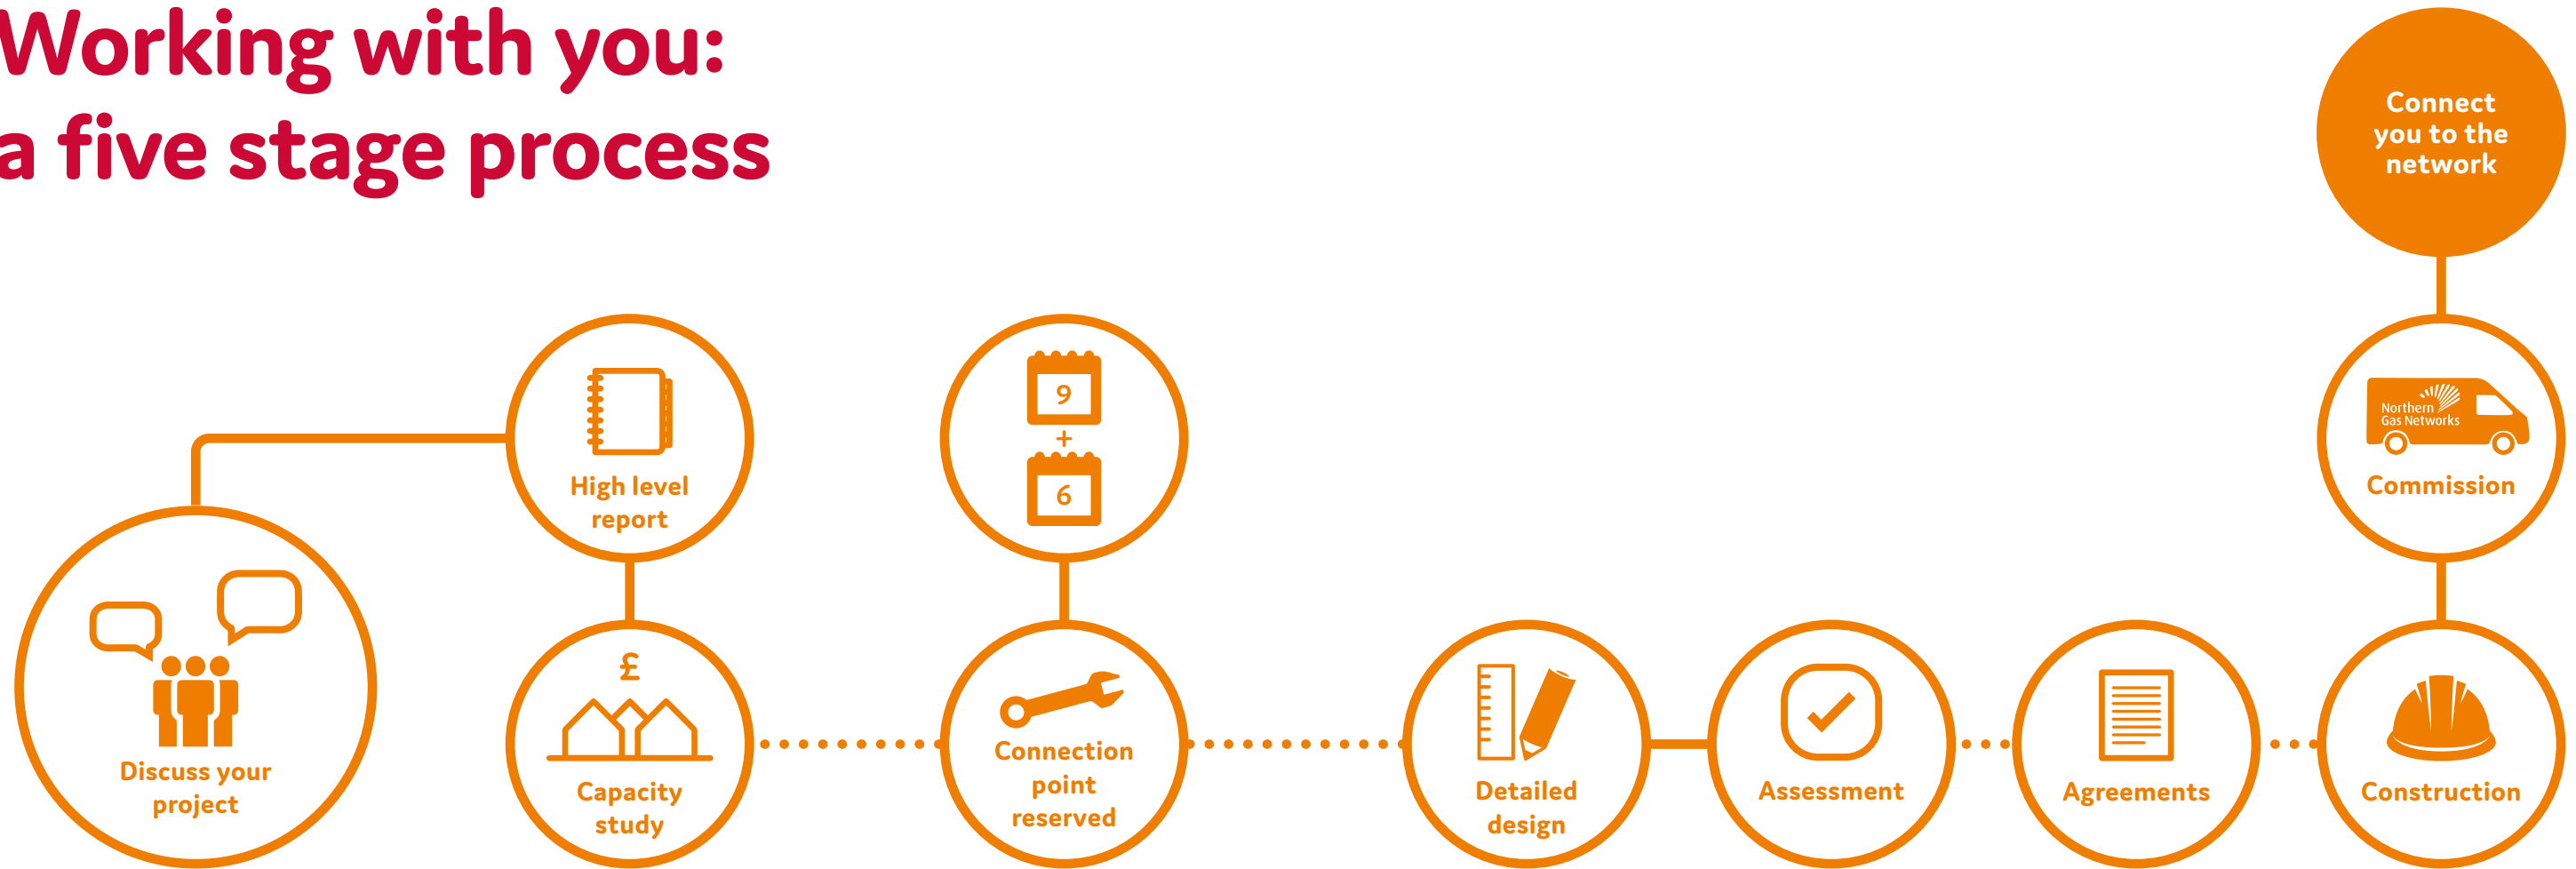 Working with you:
a five stage process
Discuss your
project
High level
report
£
Capacity
study
9
+
6
Connection
point
reserved
Detailed
design
Assessment
Agreements
Construction
Northern
Gas Networks
Commission
Connect
you to the
network